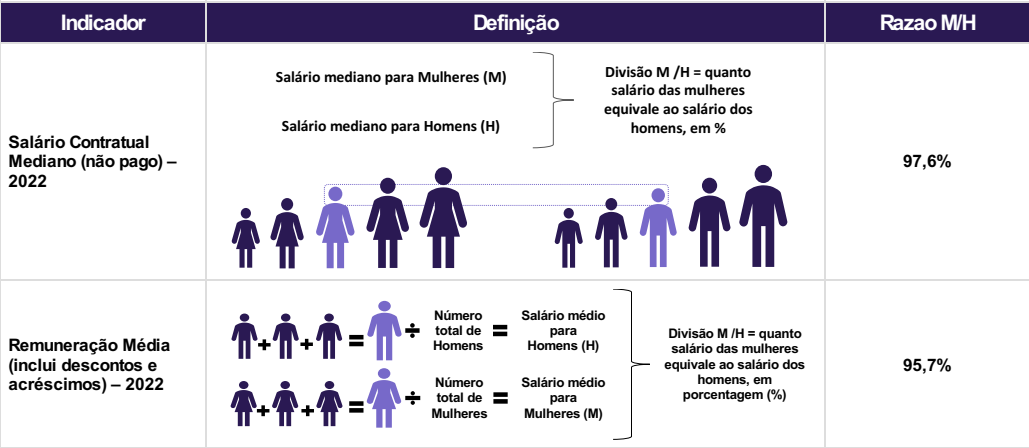 Indicador
Definição
Razao M/H
Salário Contratual
Mediano (não pago) –
2022
Salário mediano para Mulheres (M)
Salário mediano para Homens (H)
Divisão M /H = quanto
salário das mulheres
equivale ao salário dos
homens, em %
97,6%
Remuneração Média
(inclui descontos e
acréscimos) – 2022
+ + = ÷
Número
total de
Homens
=
Salário médio
para
Homens (H)
+ + = ÷
Número
total de
Mulheres
=
Salário médio
para
Mulheres (M)
Divisão M /H = quanto
salário das mulheres
equivale ao salário dos
homens, em
porcentagem (%)
95,7%